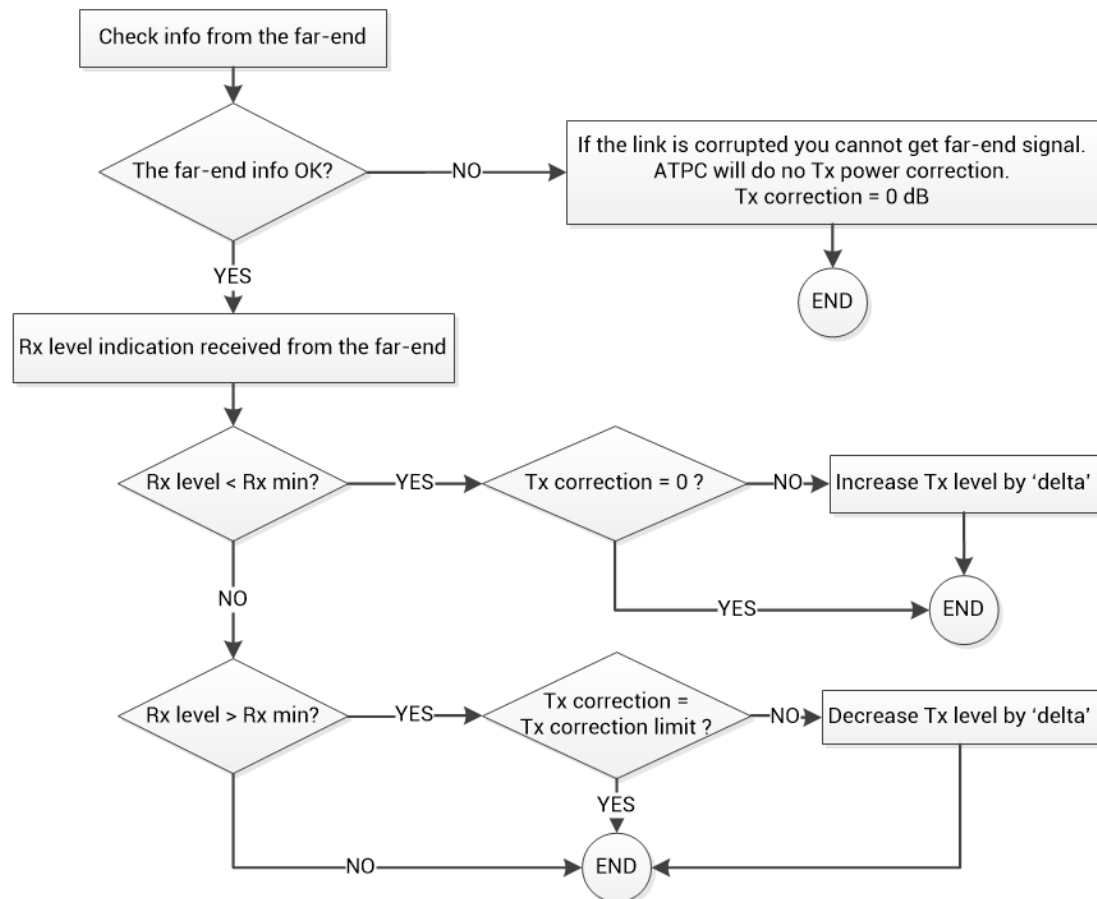 Check info from the far-end
The far-end info OK?
NO
If the link is corrupted you cannot get far-end signal.
ATPC will do no Tx power correction.
Tx correction = 0 dB
END
YES
Rx level indication received from the far-end
Rx level < Rx min?
YES
Tx correction = 0 ?
NO
Increase Tx level by ‘delta’
YES
END
NO
Rx level > Rx min?
YES
Tx correction =
Tx correction limit ?
NO
Decrease Tx level by ‘delta’
YES
NO
END